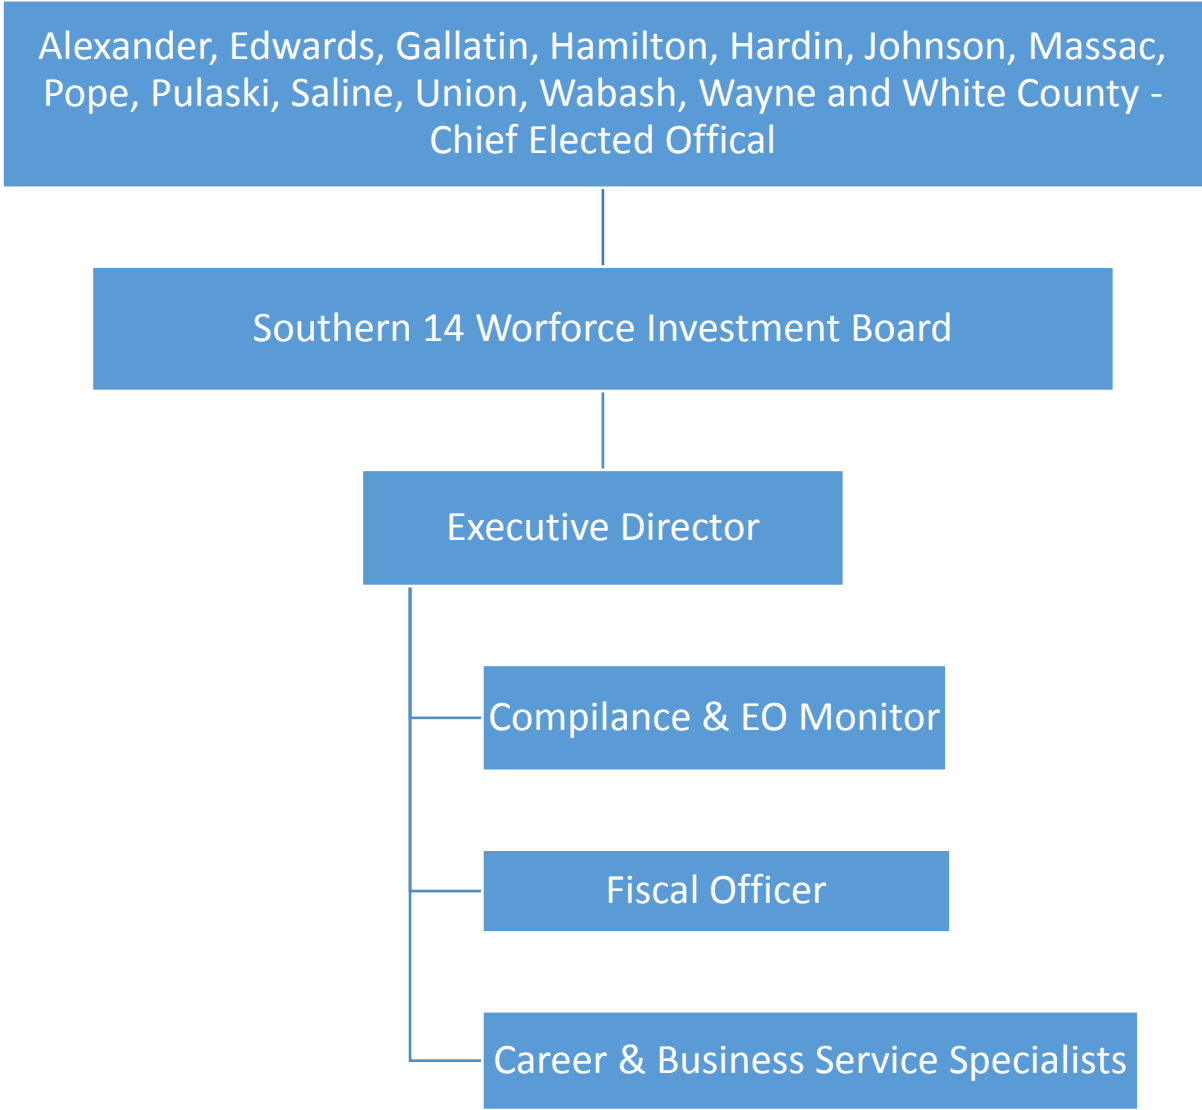 Alexander, Edwards, Gallatin, Hamilton, Hardin, Johnson, Massac,
Pope, Pulaski, Saline, Union, Wabash, Wayne and White County -
Chief Elected Offical
Southern 14 Worforce Investment Board
Executive Director
Compilance & EO Monitor
Fiscal Officer
Career & Business Service Specialists